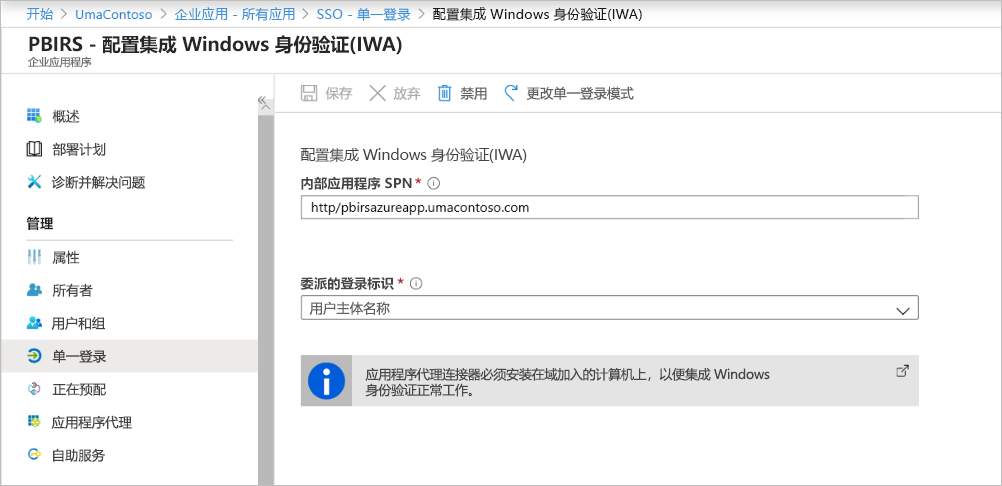 开始 > UmaContoso > 企业应用 - 所有应用 > SSO - 单一登录 > 配置集成 Windows 身份验证(IWA)
PBIRS - 配置集成 Windows 身份验证(IWA)
企业应用程序
概述
部署计划
诊断并解决问题
管理
属性
所有者
用户和组
单一登录
正在预配
应用程序代理
自助服务
保存 放弃 禁用 更改单一登录模式
配置集成 Windows 身份验证(IWA)
内部应用程序 SPN *
http/pbirsazureapp.umacontoso.com
委派的登录标识 *
用户主体名称
应用程序代理连接器必须安装在域加入的计算机上，以便集成 Windows
身份验证正常工作。